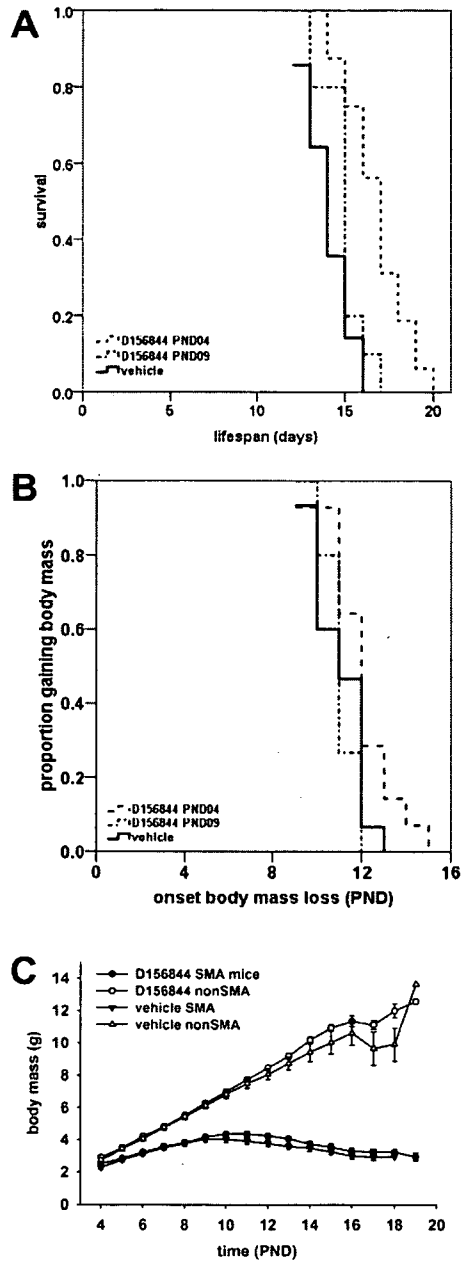 A
1.0
0.8
0.6
0.4
0.2
0.0
survival
D156844 PND04
D156844 PND09
vehicle
0 5 10 15 20
lifespan (days)
B
1.0
0.8
0.6
0.4
0.2
0.0
proportion gaining body mass
D156844 PND04
D156844 PND09
vehicle
0 4 8 12 16
onset body mass loss (PND)
C
14
12
10
8
6
4
2
0
body mass (g)
D156844 SMA mice
D156844 nonSMA
vehicle SMA
vehicle nonSMA
4 6 8 10 12 14 16 18 20
time (PND)